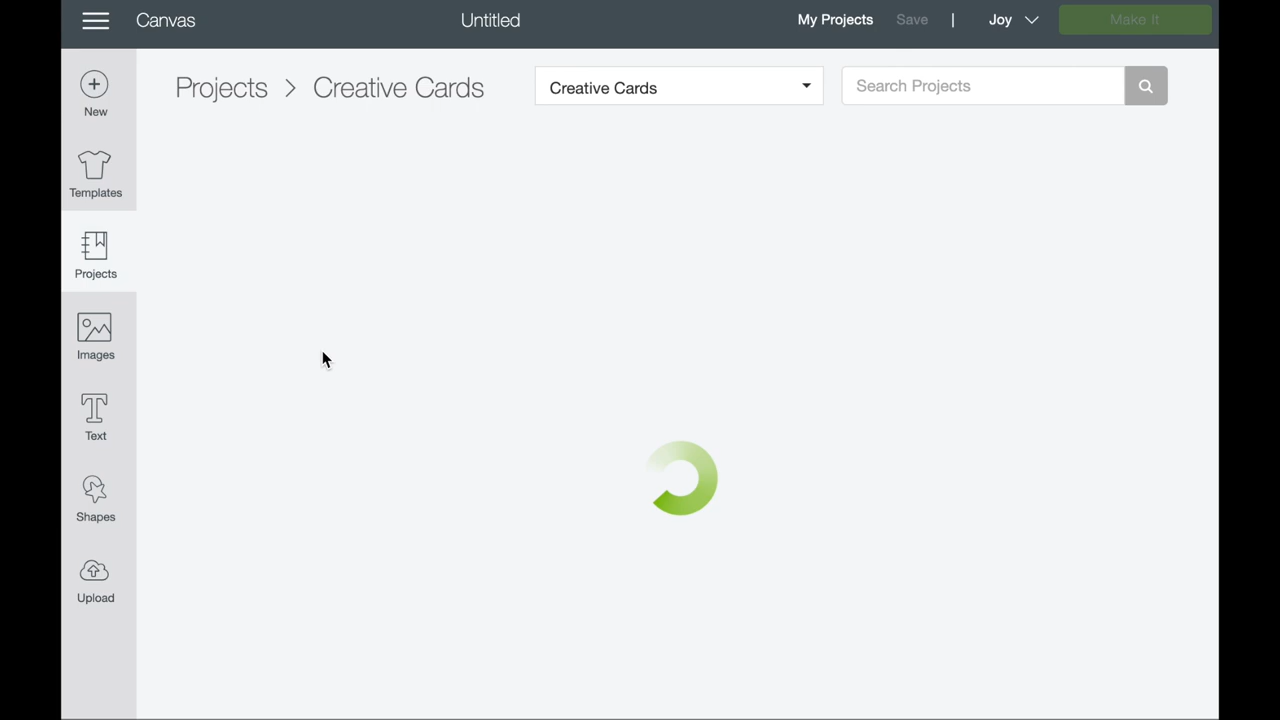 Canvas
Untitled
My Projects Save | Joy Make It
Projects > Creative Cards
Creative Cards
Search Projects
New
Templates
Projects
Images
Text
Shapes
Upload